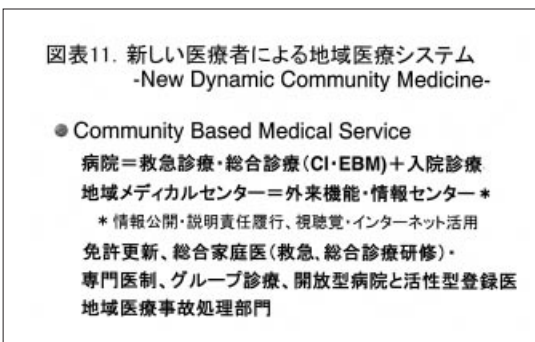 図表11. 新しい医療者による地域医療システム
-New Dynamic Community Medicine-
● Community Based Medical Service
病院＝救急診療・総合診療(CI・EBM)＋入院診療
地域メディカルセンター＝外来機能・情報センター＊
＊情報公開・説明責任履行、視聴覚・インターネット活用
免許更新、総合家庭医(救急、総合診療研修)・
専門医制、グループ診療、開放型病院と活性型登録医
地域医療事故処理部門